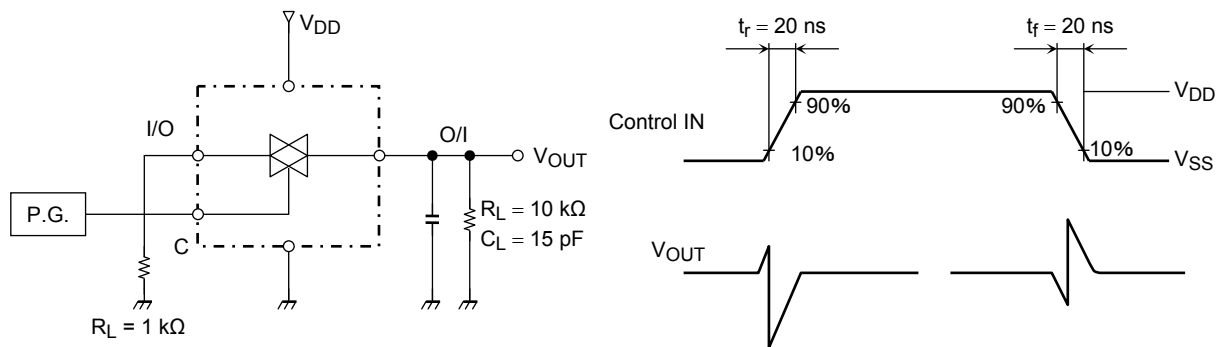 V_DD
I/O
O/I
V_OUT
P.G.
C
R_L = 10 kΩ
C_L = 15 pF
R_L = 1 kΩ
t_r = 20 ns
t_f = 20 ns
Control IN
90%
10%
90%
10%
V_DD
V_SS
V_OUT